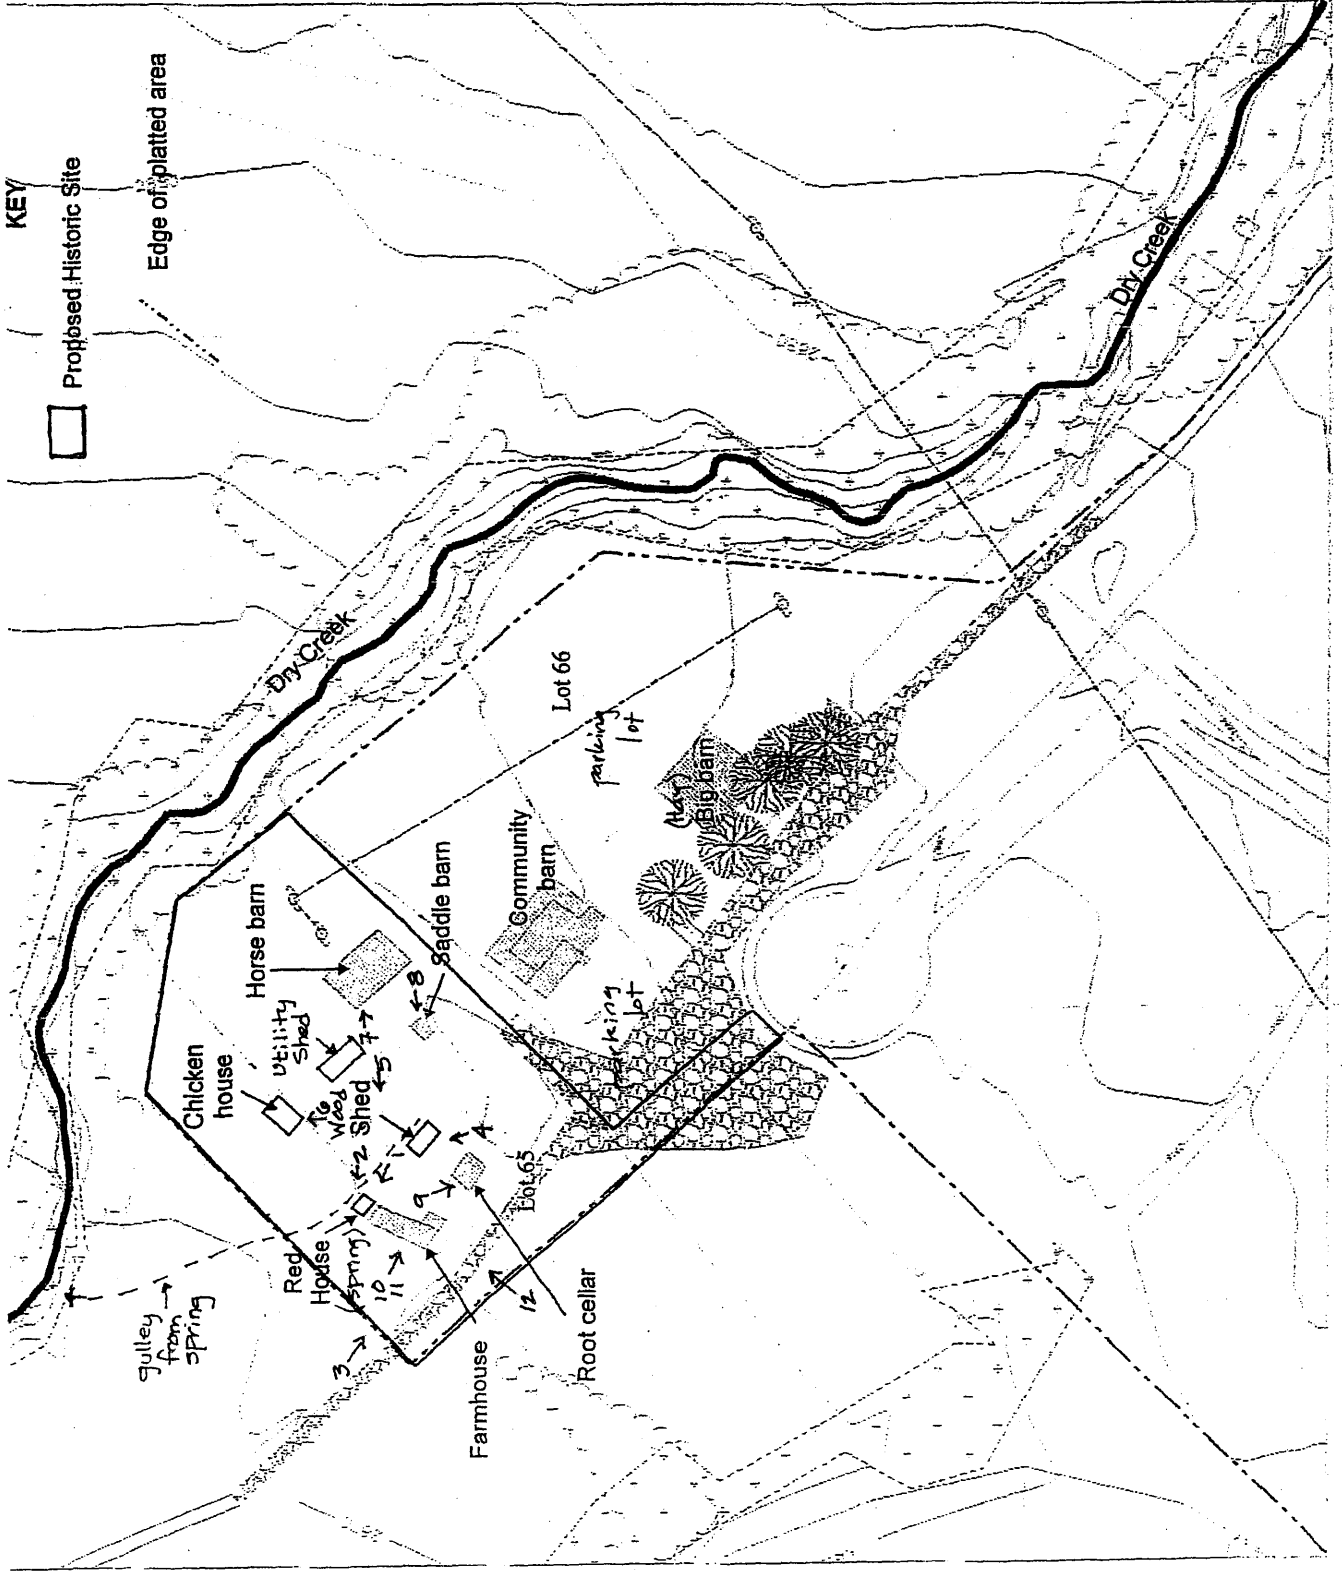 KEY
Proposed Historic Site
Edge of platted area
Dry Creek
Dry Creek
Lot 66
parking
lot
(Hay)
Big barn
Community
barn
Saddle barn
Horse barn
Utility
Shed
Chicken
house
Wood
Shed
parking
lot
Lot 65
Red
House
(spring)
gulley
from
spring
Farmhouse
Root cellar
1
2
3
4
5
6
7
8
9
10
11
12